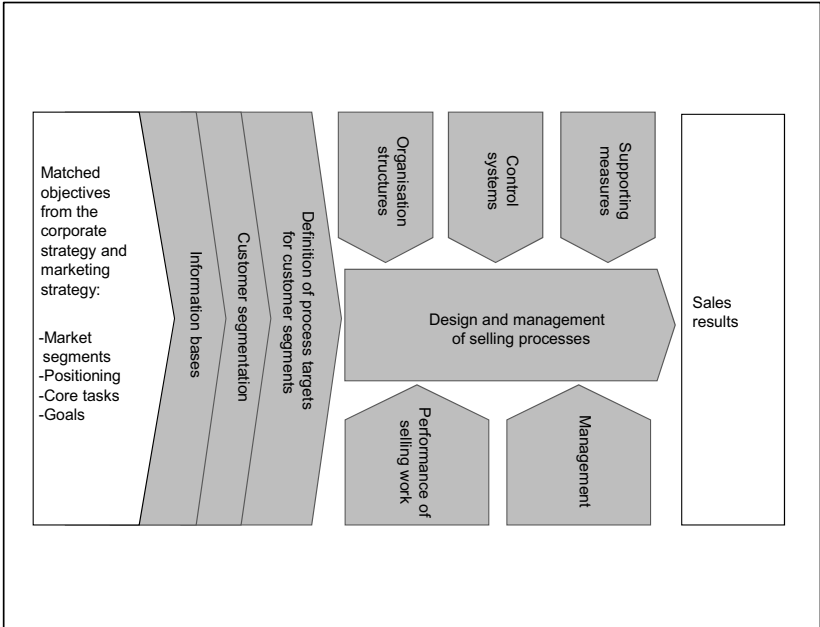 Matched
objectives
from the
corporate
strategy and
marketing
strategy:
-Market
segments
-Positioning
-Core tasks
-Goals
Information bases
Customer segmentation
Definition of process targets
for customer segments
Organisation
structures
Control
systems
Supporting
measures
Design and management
of selling processes
Performance of
selling work
Management
Sales
results